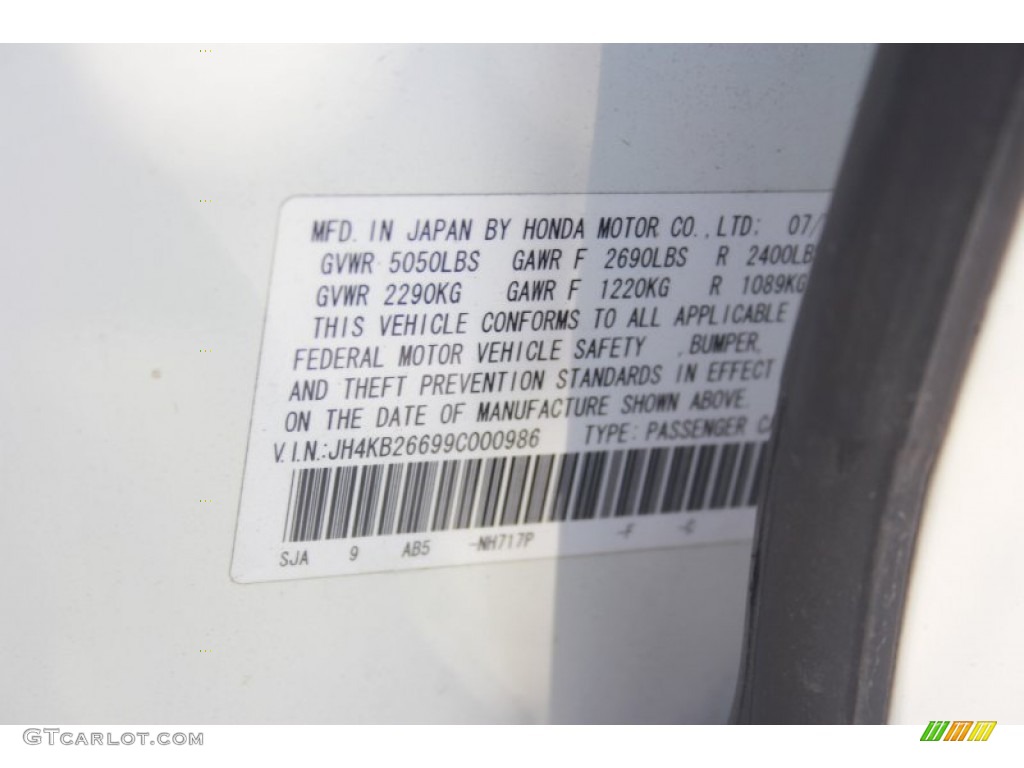 MFD. IN JAPAN BY HONDA MOTOR CO., LTD: 07/
GVWR 5050LBS GAWR F 2690LBS R 2400LB
GVWR 2290KG GAWR F 1220KG R 1089KG
THIS VEHICLE CONFORMS TO ALL APPLICABLE
FEDERAL MOTOR VEHICLE SAFETY , BUMPER,
AND THEFT PREVENTION STANDARDS IN EFFECT
ON THE DATE OF MANUFACTURE SHOWN ABOVE.
V.I.N.:JH4KB26699C000986 TYPE: PASSENGER CA
SJA 9 AB5 -NH717P -F -C
GTCarLot.com